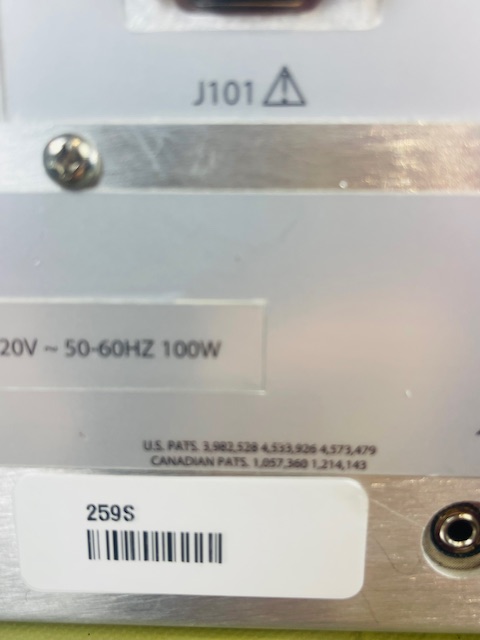 J101
20V ~ 50-60HZ 100W
U.S. PATS. 3,982,528 4,533,926 4,573,479
CANADIAN PATS. 1,057,360 1,214,143
259S